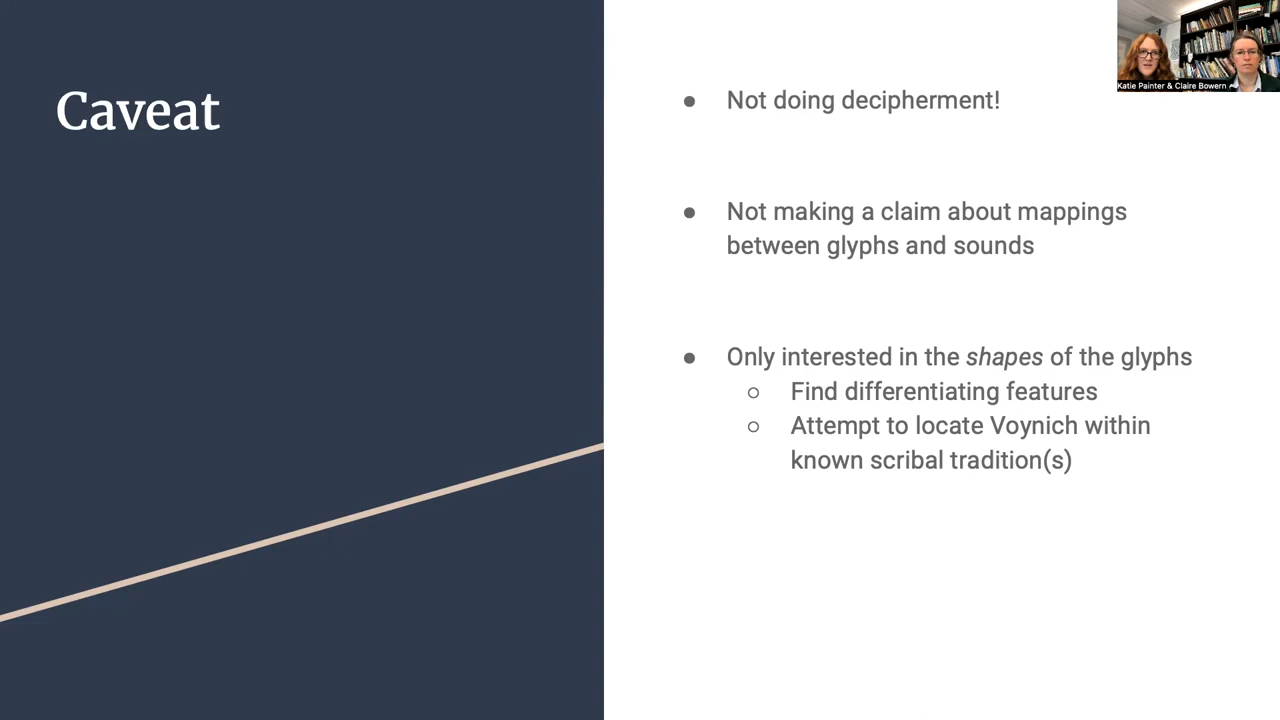 Caveat
● Not doing decipherment!
● Not making a claim about mappings
between glyphs and sounds
● Only interested in the shapes of the glyphs
○ Find differentiating features
○ Attempt to locate Voynich within
known scribal tradition(s)
Katie Painter & Claire Bowern